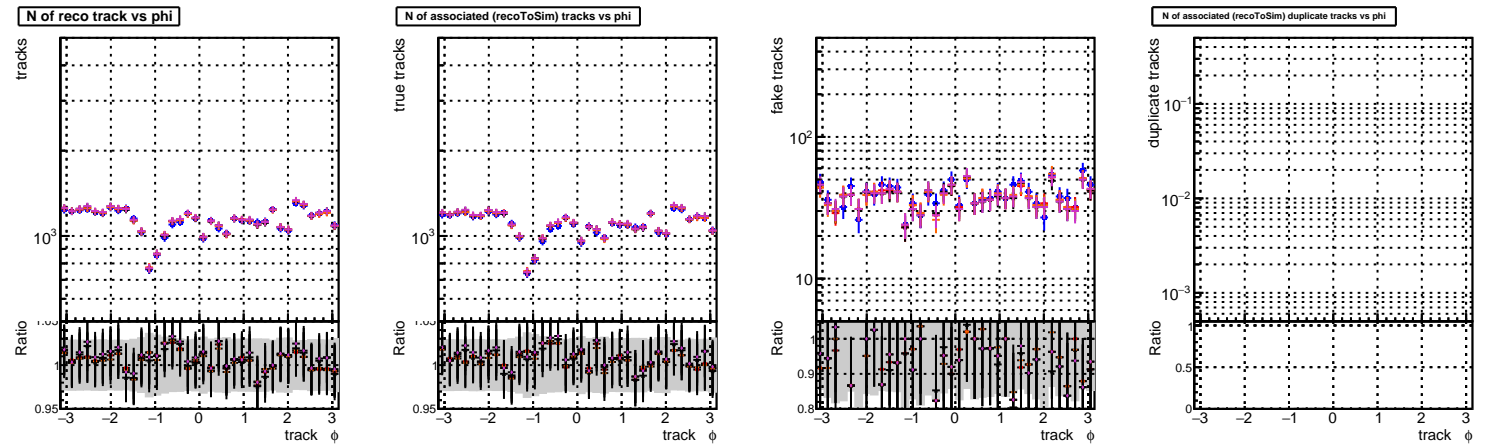 N of reco track vs phi
tracks
10³
Ratio
1.05
1
0.95
−3 −2 −1 0 1 2 3
track ϕ
N of associated (recoToSim) tracks vs phi
true tracks
10³
Ratio
1.05
1
0.95
−3 −2 −1 0 1 2 3
track ϕ
fake tracks
10²
10
Ratio
1
0.9
0.8
−3 −2 −1 0 1 2 3
track ϕ
N of associated (recoToSim) duplicate tracks vs phi
duplicate tracks
10⁻¹
10⁻²
10⁻³
Ratio
1
0.5
0
−3 −2 −1 0 1 2 3
track ϕ